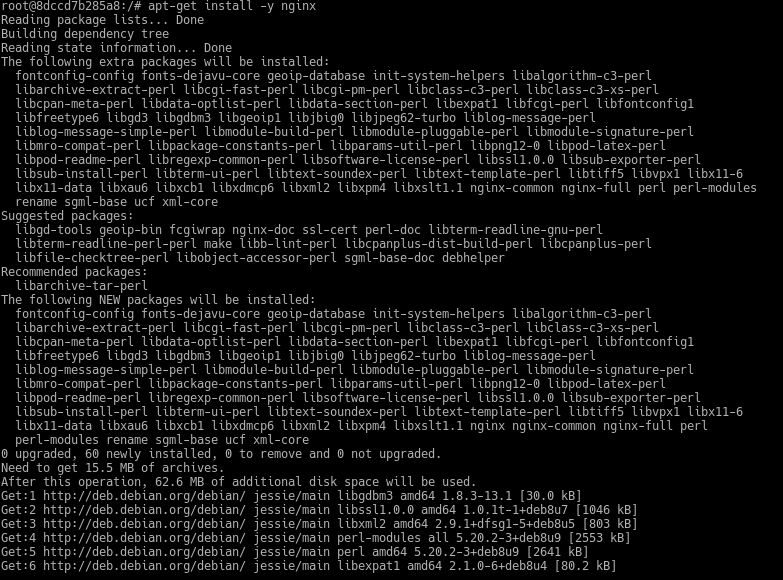 root@8dccd7b285a8:/# apt-get install -y nginx
Reading package lists... Done
Building dependency tree
Reading state information... Done
The following extra packages will be installed:
  fontconfig-config fonts-dejavu-core geoip-database init-system-helpers libalgorithm-c3-perl
  libarchive-extract-perl libcgi-fast-perl libcgi-pm-perl libclass-c3-perl libclass-c3-xs-perl
  libcpan-meta-perl libdata-optlist-perl libdata-section-perl libexpat1 libfcgi-perl libfontconfig1
  libfreetype6 libgd3 libgdbm3 libgeoip1 libjbig0 libjpeg62-turbo liblog-message-perl
  liblog-message-simple-perl libmodule-build-perl libmodule-pluggable-perl libmodule-signature-perl
  libmro-compat-perl libpackage-constants-perl libparams-util-perl libpng12-0 libpod-latex-perl
  libpod-readme-perl libregexp-common-perl libsoftware-license-perl libssl1.0.0 libsub-exporter-perl
  libsub-install-perl libterm-ui-perl libtext-soundex-perl libtext-template-perl libtiff5 libvpx1 libx11-6
  libx11-data libxau6 libxcb1 libxdmcp6 libxml2 libxpm4 libxslt1.1 nginx-common nginx-full perl perl-modules
  rename sgml-base ucf xml-core
Suggested packages:
  libgd-tools geoip-bin fcgiwrap nginx-doc ssl-cert perl-doc libterm-readline-gnu-perl
  libterm-readline-perl-perl make libb-lint-perl libcpanplus-dist-build-perl libcpanplus-perl
  libfile-checktree-perl libobject-accessor-perl sgml-base-doc debhelper
Recommended packages:
  libarchive-tar-perl
The following NEW packages will be installed:
  fontconfig-config fonts-dejavu-core geoip-database init-system-helpers libalgorithm-c3-perl
  libarchive-extract-perl libcgi-fast-perl libcgi-pm-perl libclass-c3-perl libclass-c3-xs-perl
  libcpan-meta-perl libdata-optlist-perl libdata-section-perl libexpat1 libfcgi-perl libfontconfig1
  libfreetype6 libgd3 libgdbm3 libgeoip1 libjbig0 libjpeg62-turbo liblog-message-perl
  liblog-message-simple-perl libmodule-build-perl libmodule-pluggable-perl libmodule-signature-perl
  libmro-compat-perl libpackage-constants-perl libparams-util-perl libpng12-0 libpod-latex-perl
  libpod-readme-perl libregexp-common-perl libsoftware-license-perl libssl1.0.0 libsub-exporter-perl
  libsub-install-perl libterm-ui-perl libtext-soundex-perl libtext-template-perl libtiff5 libvpx1 libx11-6
  libx11-data libxau6 libxcb1 libxdmcp6 libxml2 libxpm4 libxslt1.1 nginx nginx-common nginx-full perl
  perl-modules rename sgml-base ucf xml-core
0 upgraded, 60 newly installed, 0 to remove and 0 not upgraded.
Need to get 15.5 MB of archives.
After this operation, 62.6 MB of additional disk space will be used.
Get:1 http://deb.debian.org/debian/ jessie/main libgdbm3 amd64 1.8.3-13.1 [30.0 kB]
Get:2 http://deb.debian.org/debian/ jessie/main libssl1.0.0 amd64 1.0.1t-1+deb8u7 [1046 kB]
Get:3 http://deb.debian.org/debian/ jessie/main libxml2 amd64 2.9.1+dfsg1-5+deb8u5 [803 kB]
Get:4 http://deb.debian.org/debian/ jessie/main perl-modules all 5.20.2-3+deb8u9 [2553 kB]
Get:5 http://deb.debian.org/debian/ jessie/main perl amd64 5.20.2-3+deb8u9 [2641 kB]
Get:6 http://deb.debian.org/debian/ jessie/main libexpat1 amd64 2.1.0-6+deb8u4 [80.2 kB]